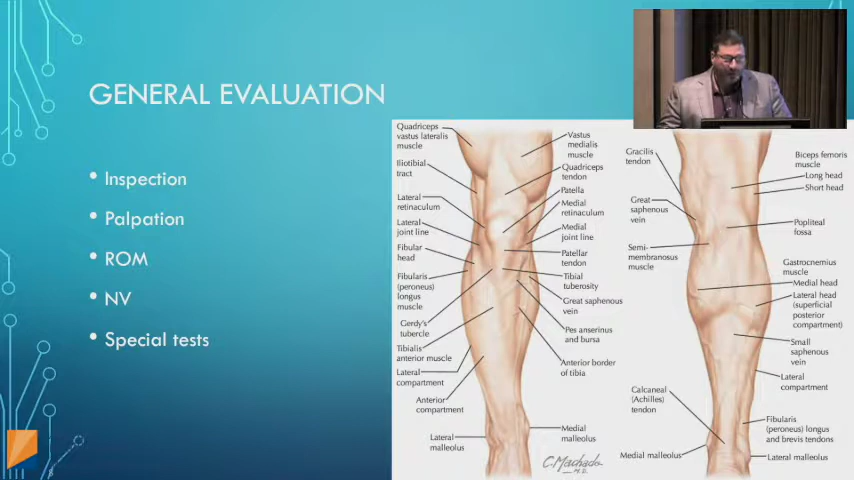 GENERAL EVALUATION
• Inspection
• Palpation
• ROM
• NV
• Special tests
Quadriceps
vastus lateralis
muscle
Iliotibial
tract
Lateral
retinaculum
Lateral
joint line
Fibular
head
Fibularis
(peroneus)
longus
muscle
Gerdy's
tubercle
Tibialis
anterior muscle
Lateral
compartment
Anterior
compartment
Lateral
malleolus
Vastus
medialis
muscle
Quadriceps
tendon
Patella
Medial
retinaculum
Medial
joint line
Patellar
tendon
Tibial
tuberosity
Great saphenous
vein
Pes anserinus
and bursa
Anterior border
of tibia
Medial
malleolus
C. Machado
M.D.
Gracilis
tendon
Great
saphenous
vein
Semi-
membranosus
muscle
Calcaneal
(Achilles)
tendon
Medial malleolus
Biceps femoris
muscle
Long head
Short head
Popliteal
fossa
Gastrocnemius
muscle
Medial head
Lateral head
(superficial
posterior
compartment)
Small
saphenous
vein
Lateral
compartment
Fibularis
(peroneus) longus
and brevis tendons
Lateral malleolus